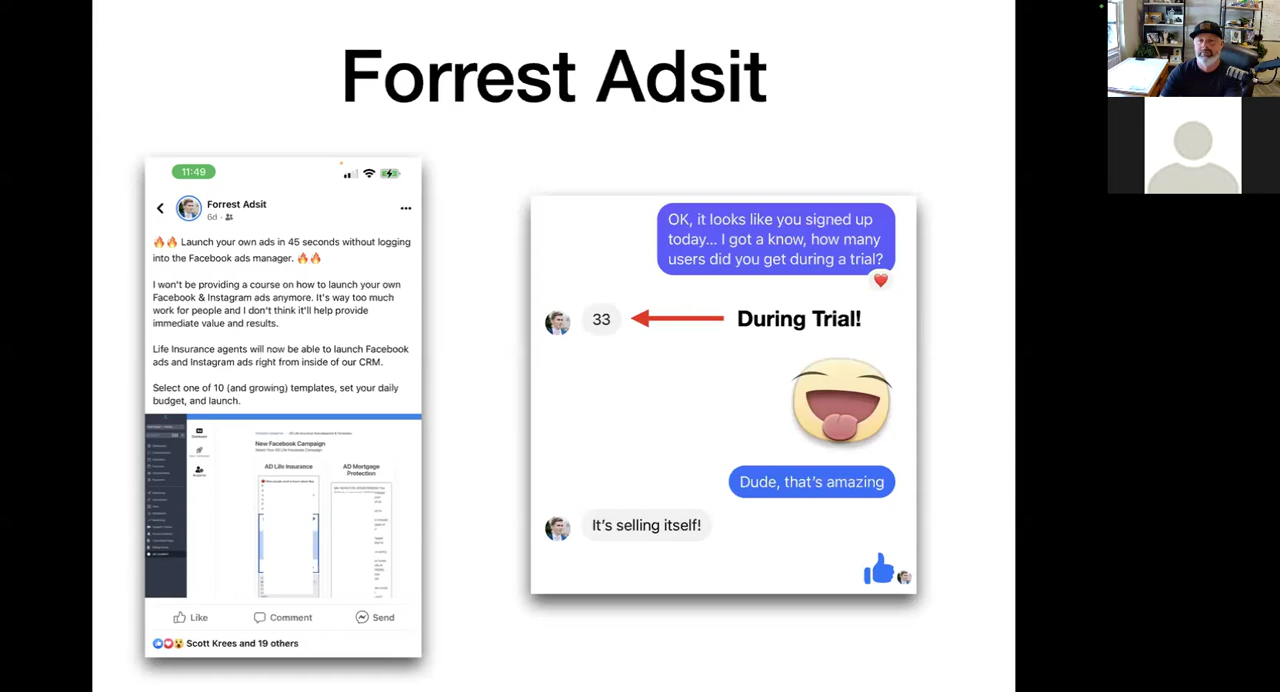 Forrest Adsit
11:49
Forrest Adsit
6d ·
🔥🔥 Launch your own ads in 45 seconds without logging
into the Facebook ads manager. 🔥🔥
I won't be providing a course on how to launch your own
Facebook & Instagram ads anymore. It's way too much
work for people and I don't think it'll help provide
immediate value and results.
Life Insurance agents will now be able to launch Facebook
ads and Instagram ads right from inside of our CRM.
Select one of 10 (and growing) templates, set your daily
budget, and launch.
New Facebook Campaign
AD Life Insurance
AD Mortgage
Protection
Like
Comment
Send
Scott Krees and 19 others
OK, it looks like you signed up
today... I got a know, how many
users did you get during a trial?
33
During Trial!
Dude, that's amazing
It's selling itself!